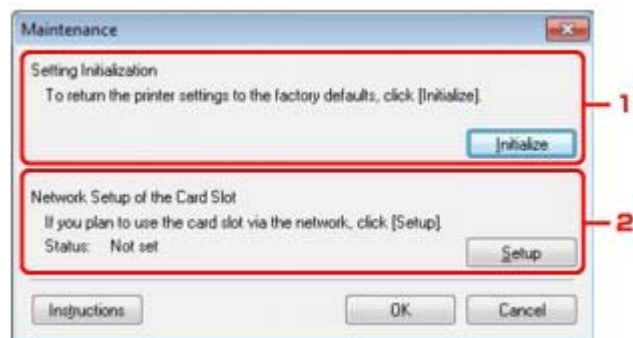 Maintenance
Setting Initialization
To return the printer settings to the factory defaults, click [Initialize].
Initialize
1
Network Setup of the Card Slot
If you plan to use the card slot via the network, click [Setup].
Status: Not set
Setup
2
Instructions
OK
Cancel